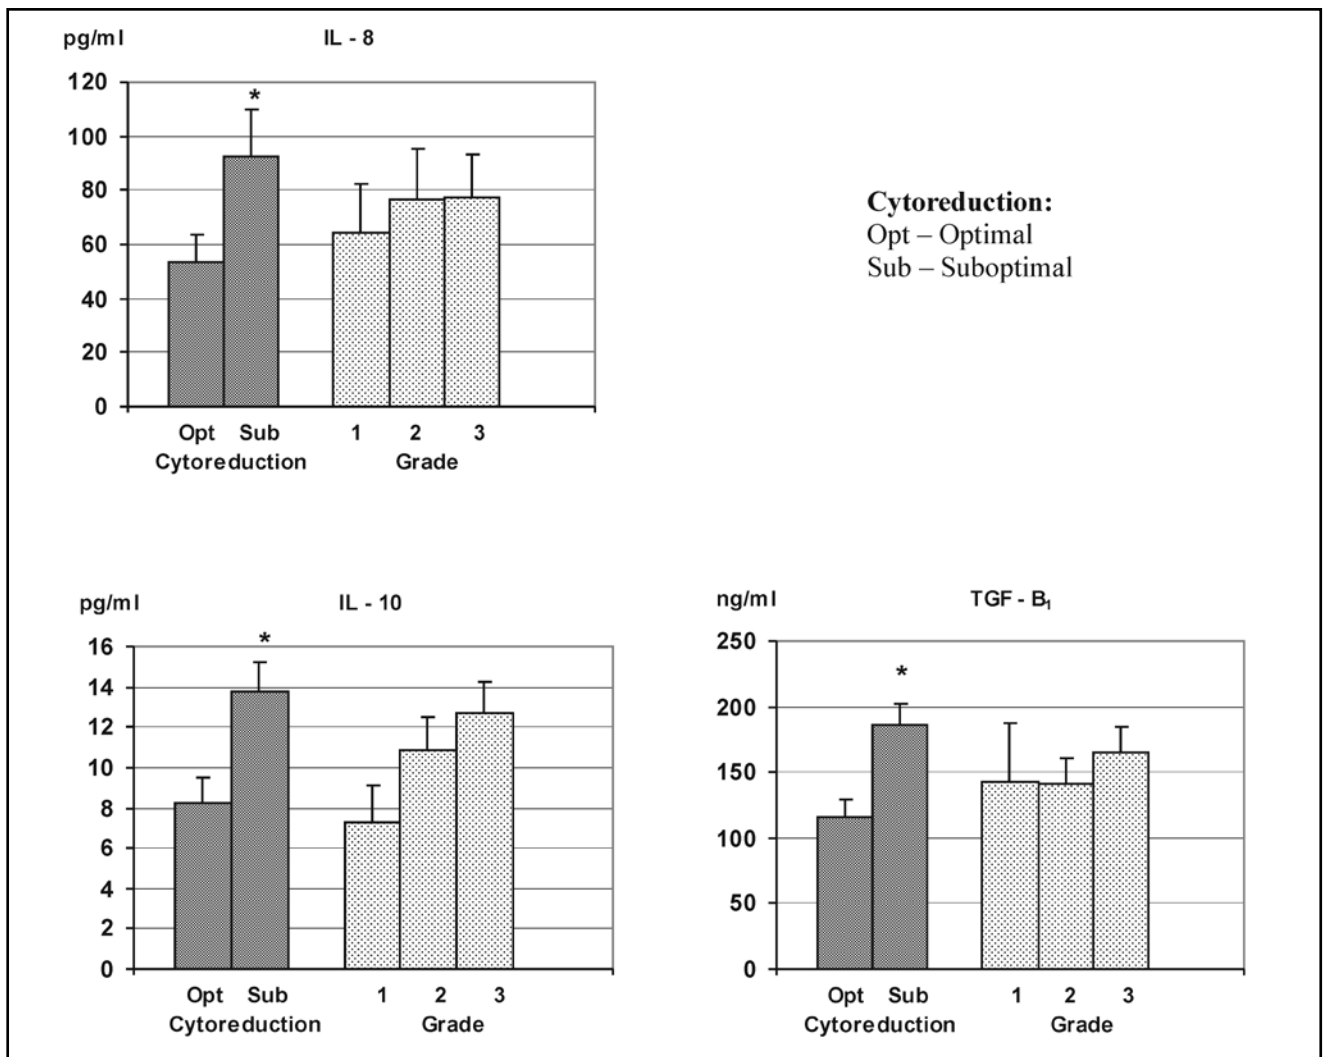 pg/ml IL - 8
120
*
100
80
60
40
20
0
Opt Sub 1 2 3
Cytoreduction Grade
Cytoreduction:
Opt – Optimal
Sub – Suboptimal
pg/ml IL - 10
16
*
14
12
10
8
6
4
2
0
Opt Sub 1 2 3
Cytoreduction Grade
ng/ml TGF - B₁
250
*
200
150
100
50
0
Opt Sub 1 2 3
Cytoreduction Grade